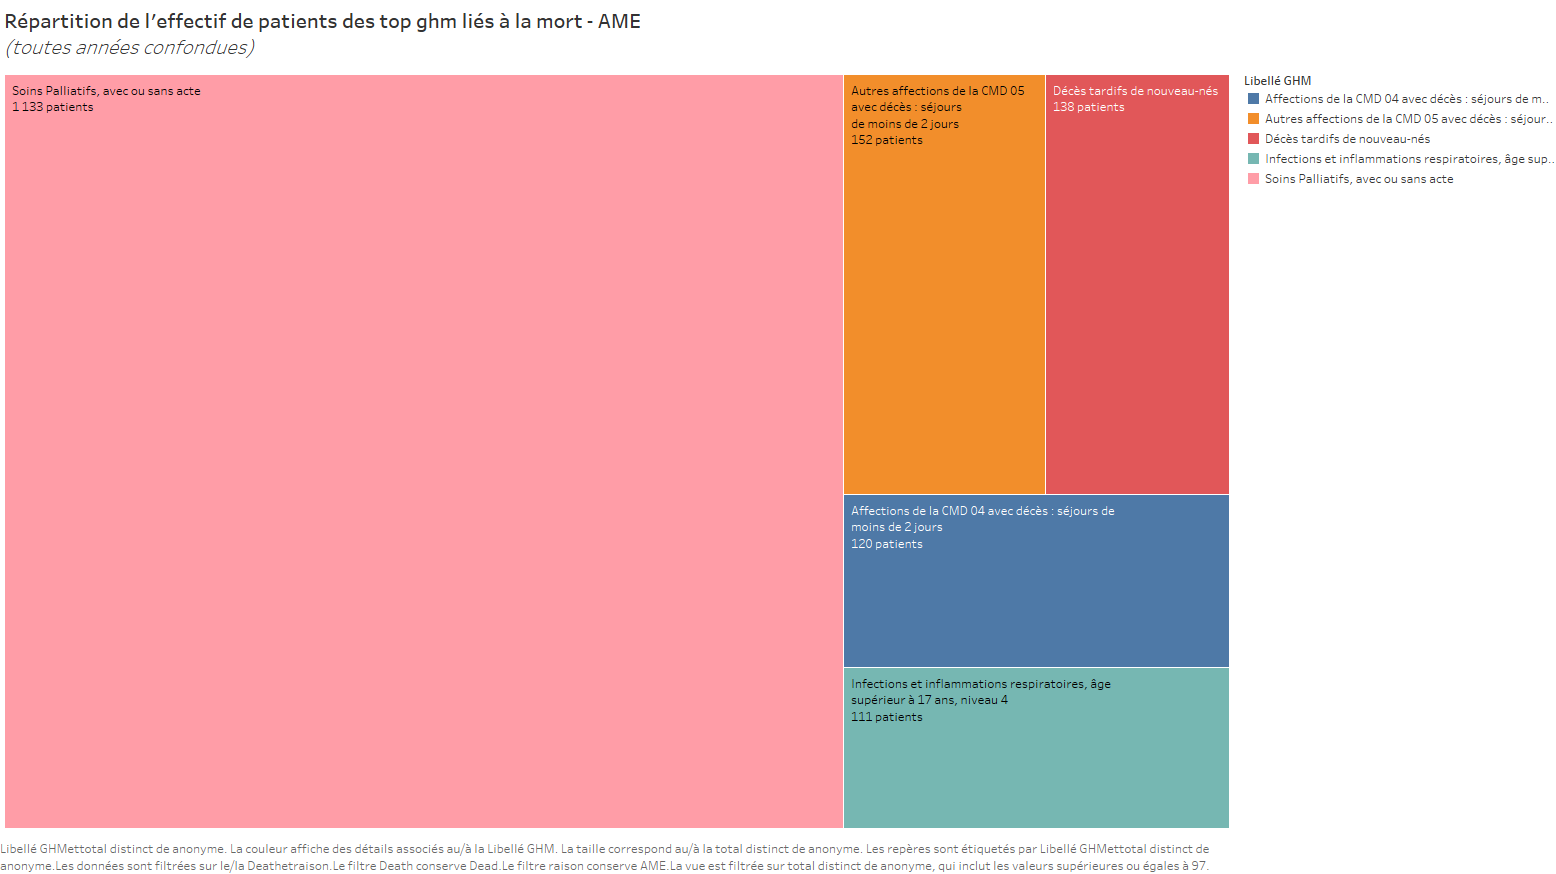 Répartition de l'effectif de patients des top ghm liés à la mort - AME
(toutes années confondues)
Soins Palliatifs, avec ou sans acte
1 133 patients
Autres affections de la CMD 05
avec décès : séjours
de moins de 2 jours
152 patients
Décès tardifs de nouveau-nés
138 patients
Affections de la CMD 04 avec décès : séjours de
moins de 2 jours
120 patients
Infections et inflammations respiratoires, âge
supérieur à 17 ans, niveau 4
111 patients
Libellé GHM
Affections de la CMD 04 avec décès : séjours de m..
Autres affections de la CMD 05 avec décès : séjour..
Décès tardifs de nouveau-nés
Infections et inflammations respiratoires, âge sup..
Soins Palliatifs, avec ou sans acte
Libellé GHMettotal distinct de anonyme. La couleur affiche des détails associés au/à la Libellé GHM. La taille correspond au/à la total distinct de anonyme. Les repères sont étiquetés par Libellé GHMettotal distinct de
anonyme.Les données sont filtrées sur le/la Deathetraison.Le filtre Death conserve Dead.Le filtre raison conserve AME.La vue est filtrée sur total distinct de anonyme, qui inclut les valeurs supérieures ou égales à 97.